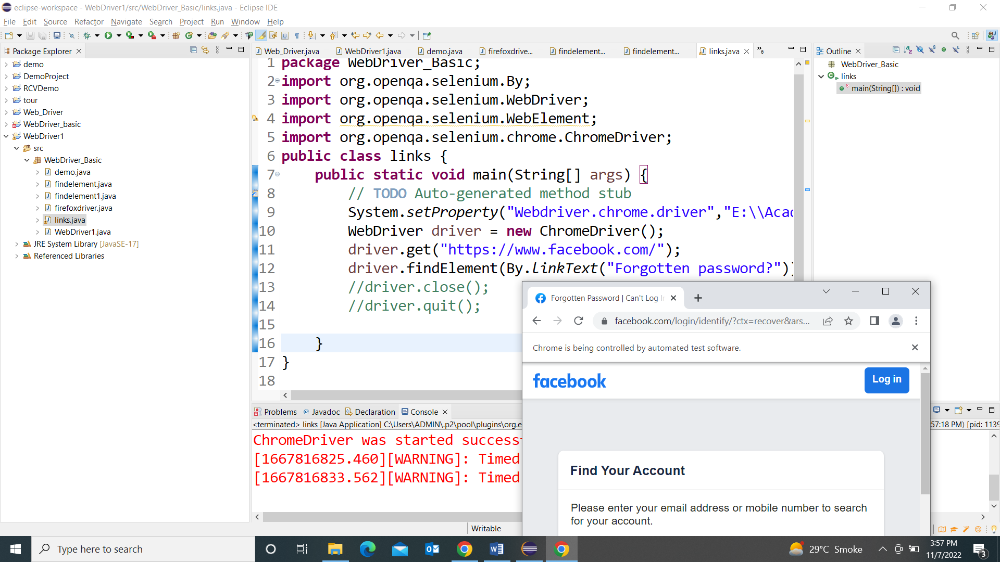 eclipse-workspace - WebDriver1/src/WebDriver_Basic/links.java - Eclipse IDE
File Edit Source Refactor Navigate Search Project Run Window Help
Package Explorer
demo
DemoProject
RCVDemo
tour
Web_Driver
WebDriver_basic
WebDriver1
src
WebDriver_Basic
demo.java
findelement.java
findelement1.java
firefoxdriver.java
links.java
WebDriver1.java
JRE System Library [JavaSE-17]
Referenced Libraries
Web_Driver.java WebDriver1.java demo.java firefoxdrive... findelement... findelement... links.java »6
1 package WebDriver_Basic;
2 import org.openqa.selenium.By;
3 import org.openqa.selenium.WebDriver;
4 import org.openqa.selenium.WebElement;
5 import org.openqa.selenium.chrome.ChromeDriver;
6 public class links {
7 public static void main(String[] args) {
8 // TODO Auto-generated method stub
9 System.setProperty("Webdriver.chrome.driver","E:\\Acad
10 WebDriver driver = new ChromeDriver();
11 driver.get("https://www.facebook.com/");
12 driver.findElement(By.linkText("Forgotten password?"))
13 //driver.close();
14 //driver.quit();
15
16 }
17 }
18
Outline
WebDriver_Basic
links
main(String[]) : void
Problems Javadoc Declaration Console
<terminated> links [Java Application] C:\Users\ADMIN\.p2\pool\plugins\org.e
57:18 PM) [pid: 1139
ChromeDriver was started success
[1667816825.460][WARNING]: Timed
[1667816833.562][WARNING]: Timed
Writable
Forgotten Password | Can't Log In
facebook.com/login/identify/?ctx=recover&ars...
Chrome is being controlled by automated test software.
facebook
Log in
Find Your Account
Please enter your email address or mobile number to search
for your account.
Type here to search
29°C Smoke
3:57 PM
11/7/2022
3